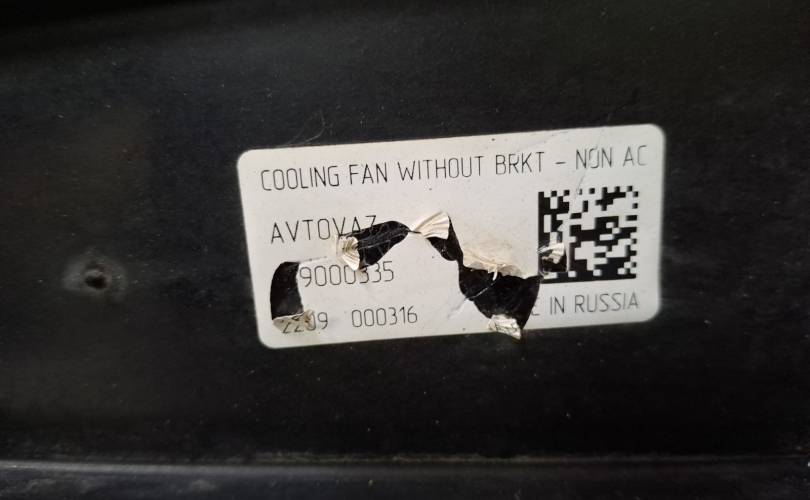 COOLING FAN WITHOUT BRKT - NON AC
AVTOVAZ
9000335
2209 000316
E IN RUSSIA